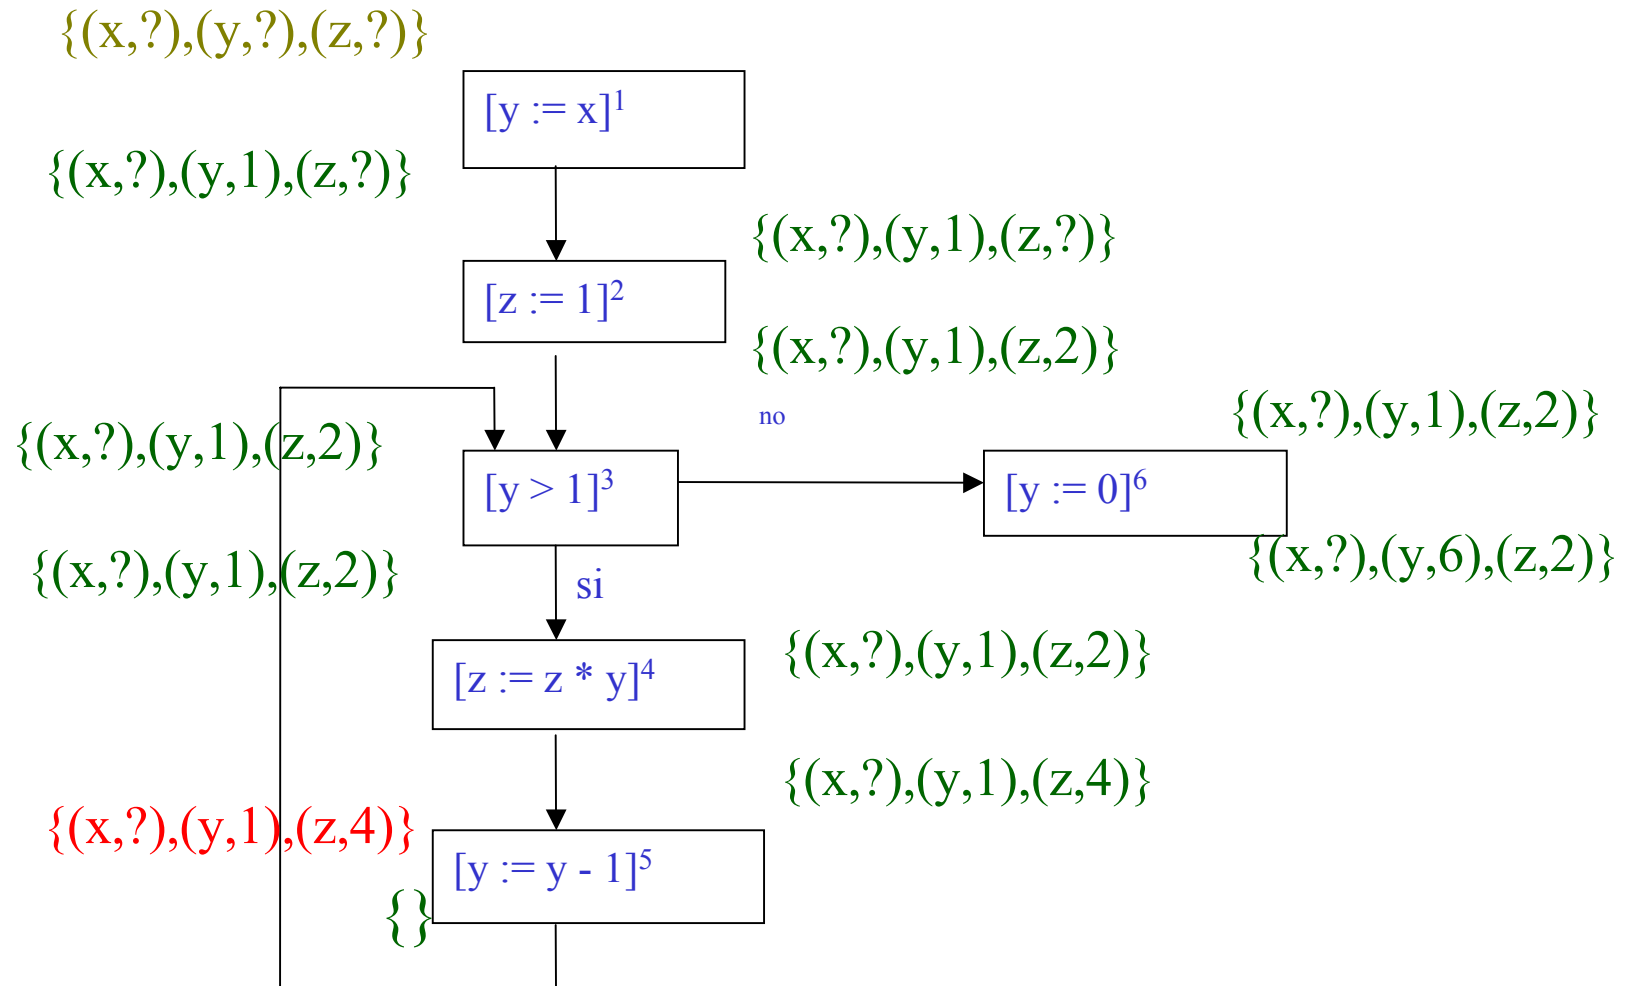 {(x,?),(y,?),(z,?)}
[y := x]¹
{(x,?),(y,1),(z,?)}
{(x,?),(y,1),(z,?)}
[z := 1]²
{(x,?),(y,1),(z,2)}
no
{(x,?),(y,1),(z,2)}
{(x,?),(y,1),(z,2)}
[y > 1]³
[y := 0]⁶
{(x,?),(y,6),(z,2)}
{(x,?),(y,1),(z,2)}
si
{(x,?),(y,1),(z,2)}
[z := z * y]⁴
{(x,?),(y,1),(z,4)}
{(x,?),(y,1),(z,4)}
[y := y - 1]⁵
{}